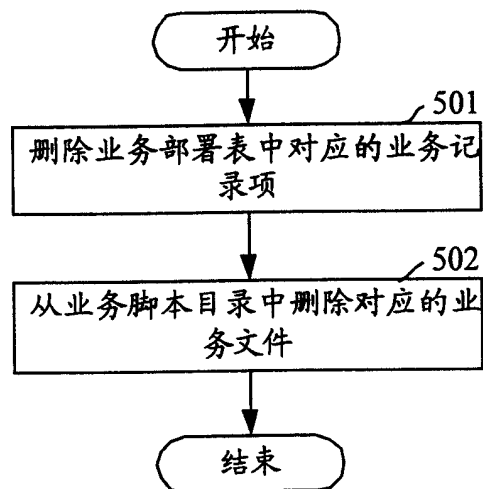 开始
501
删除业务部署表中对应的业务记
录项
502
从业务脚本目录中删除对应的业
务文件
结束